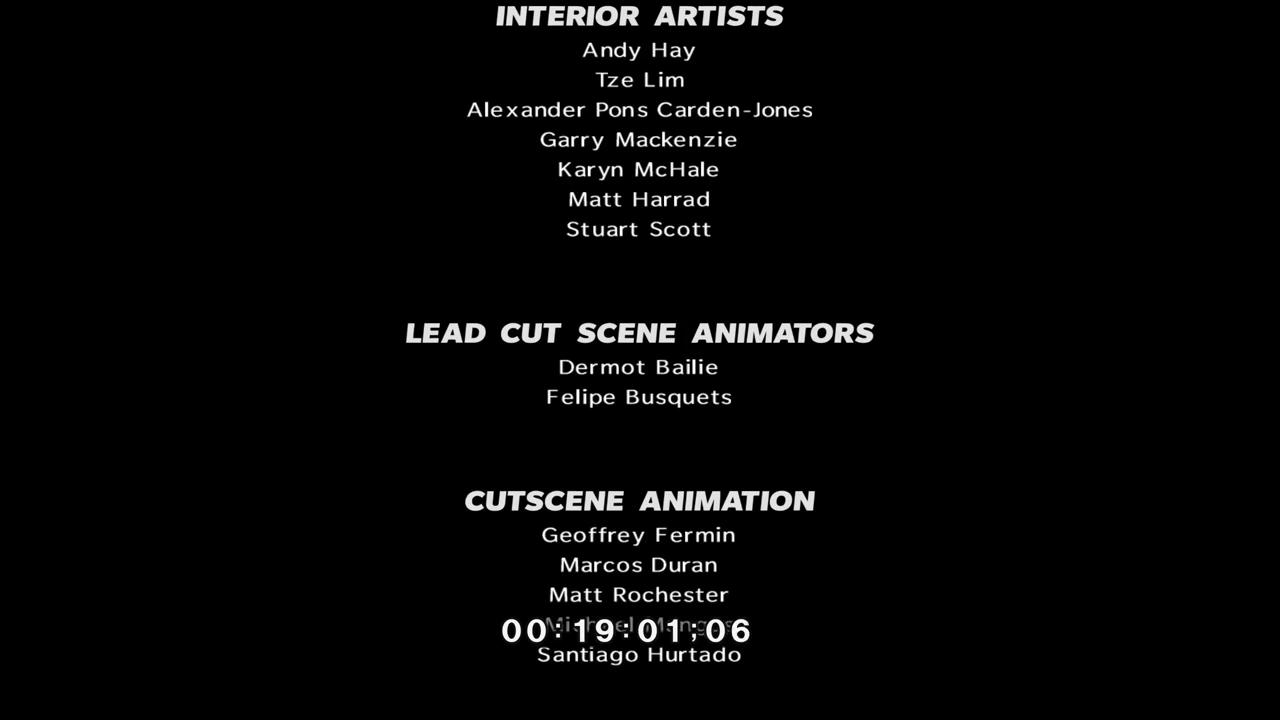 INTERIOR ARTISTS
Andy Hay
Tze Lim
Alexander Pons Carden-Jones
Garry Mackenzie
Karyn McHale
Matt Harrad
Stuart Scott
LEAD CUT SCENE ANIMATORS
Dermot Bailie
Felipe Busquets
CUTSCENE ANIMATION
Geoffrey Fermin
Marcos Duran
Matt Rochester
00:19:01;06
Santiago Hurtado